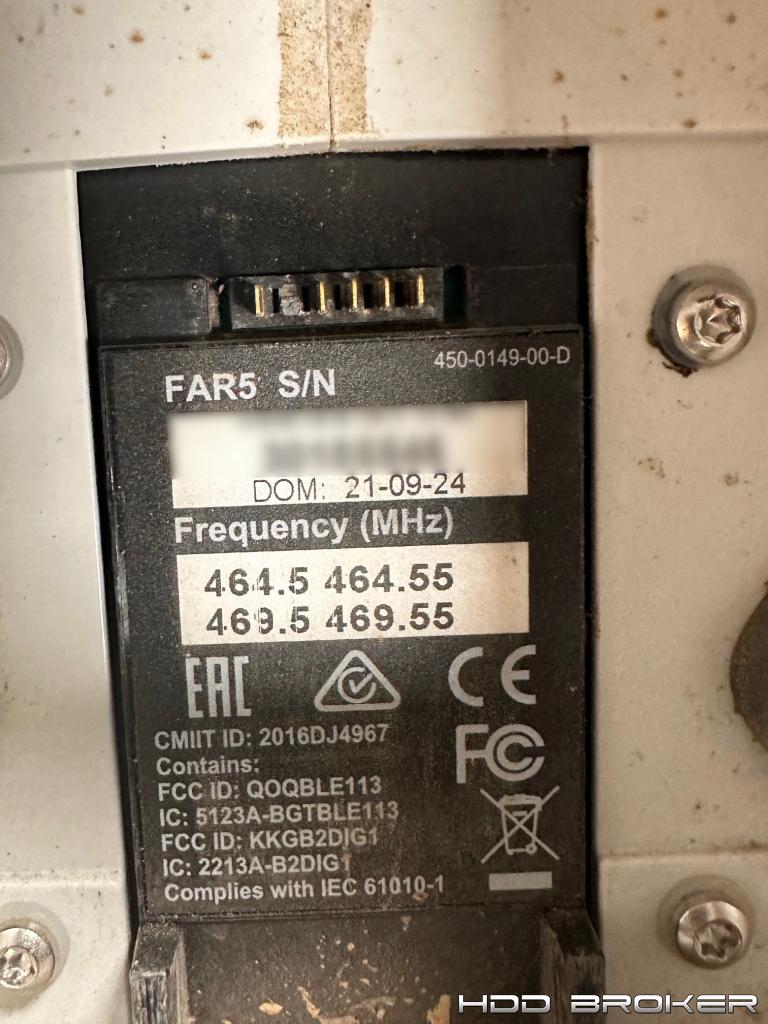 450-0149-00-D
FAR5 S/N
DOM: 21-09-24
Frequency (MHz)
464.5 464.55
469.5 469.55
EAC
CE
CMIIT ID: 2016DJ4967
FC
Contains:
FCC ID: QOQBLE113
IC: 5123A-BGTBLE113
FCC ID: KKGB2DIG1
IC: 2213A-B2DIG1
Complies with IEC 61010-1
HDD BROKER